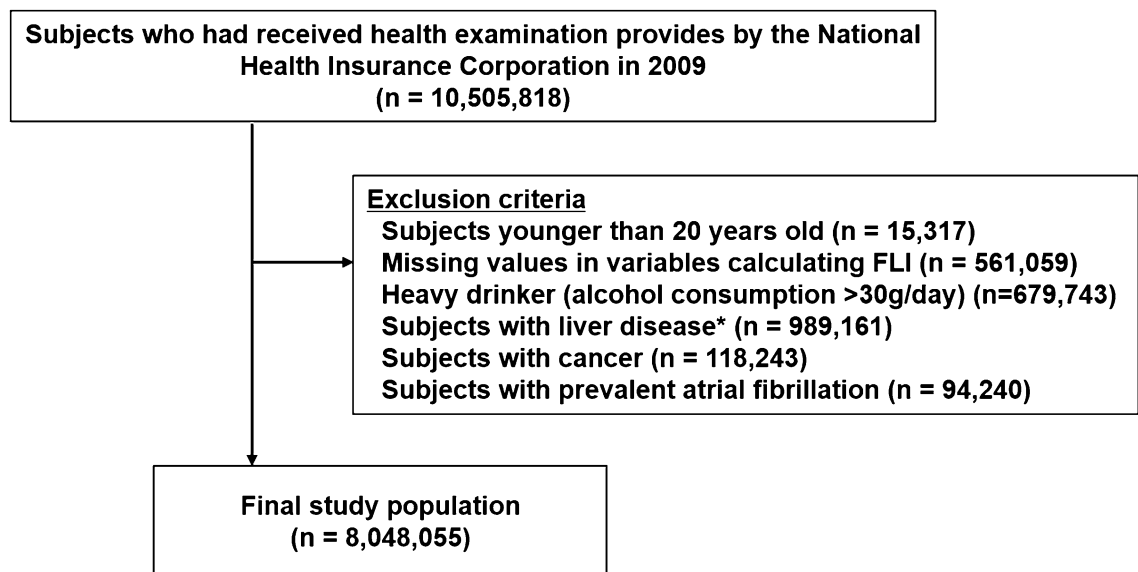 Subjects who had received health examination provides by the National
Health Insurance Corporation in 2009
(n = 10,505,818)
Exclusion criteria
Subjects younger than 20 years old (n = 15,317)
Missing values in variables calculating FLI (n = 561,059)
Heavy drinker (alcohol consumption >30g/day) (n=679,743)
Subjects with liver disease* (n = 989,161)
Subjects with cancer (n = 118,243)
Subjects with prevalent atrial fibrillation (n = 94,240)
Final study population
(n = 8,048,055)